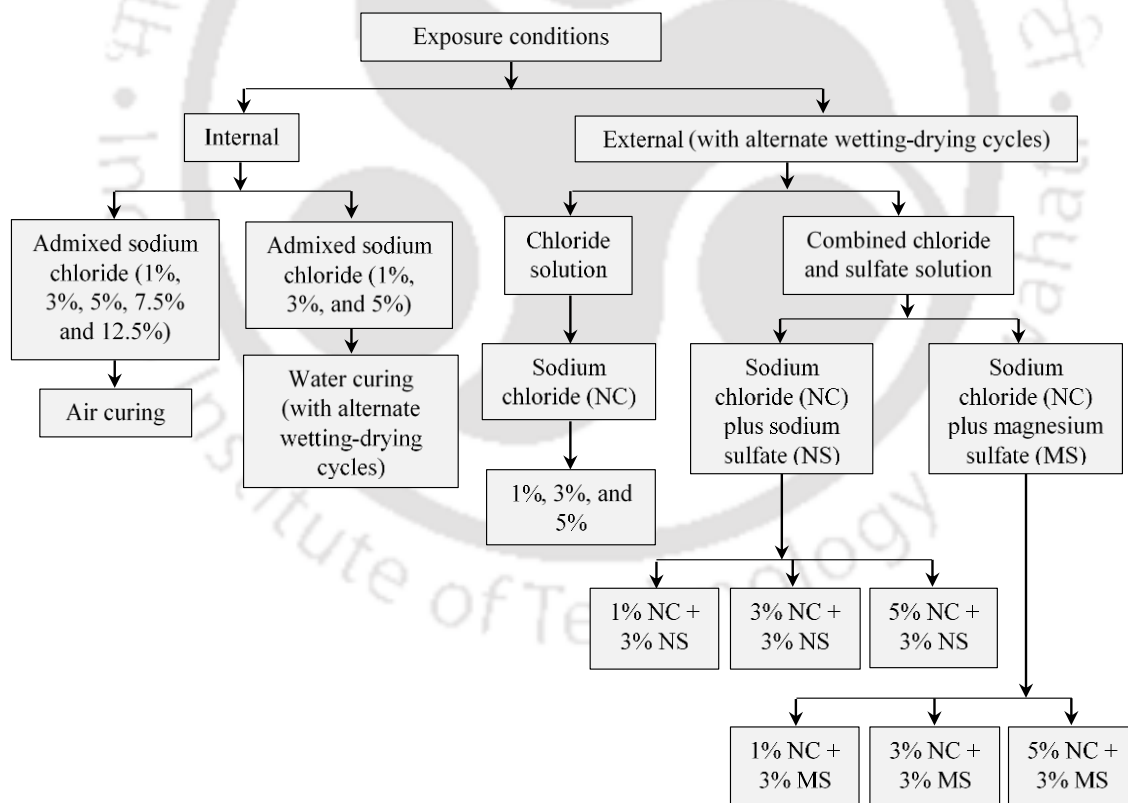 Exposure conditions
Internal
External (with alternate wetting-drying cycles)
Admixed sodium
chloride (1%,
3%, 5%, 7.5%
and 12.5%)
Admixed sodium
chloride (1%,
3%, and 5%)
Chloride
solution
Combined chloride
and sulfate solution
Air curing
Water curing
(with alternate
wetting-drying
cycles)
Sodium
chloride (NC)
Sodium
chloride (NC)
plus sodium
sulfate (NS)
Sodium
chloride (NC)
plus magnesium
sulfate (MS)
1%, 3%, and
5%
1% NC +
3% NS
3% NC +
3% NS
5% NC +
3% NS
1% NC +
3% MS
3% NC +
3% MS
5% NC +
3% MS
Institute of